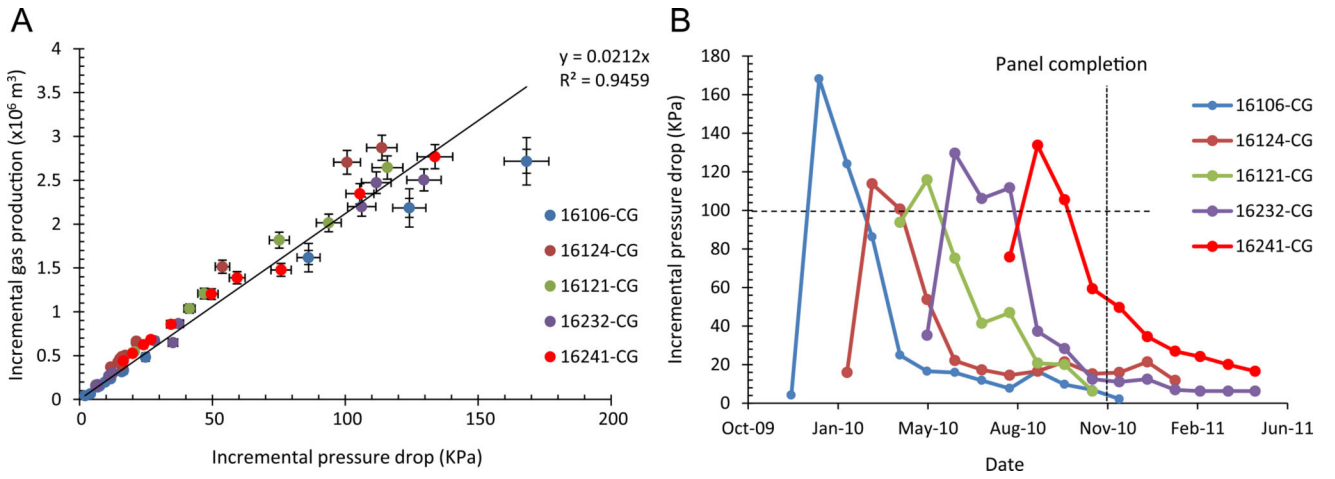 A
Incremental gas production (x10⁶ m³)
4
3.5
3
2.5
2
1.5
1
0.5
0
0
50
100
150
200
Incremental pressure drop (KPa)
y = 0.0212x
R² = 0.9459
16106-CG
16124-CG
16121-CG
16232-CG
16241-CG
B
Incremental pressure drop (KPa)
180
160
140
120
100
80
60
40
20
0
Oct-09
Jan-10
May-10
Aug-10
Nov-10
Feb-11
Jun-11
Date
Panel completion
16106-CG
16124-CG
16121-CG
16232-CG
16241-CG